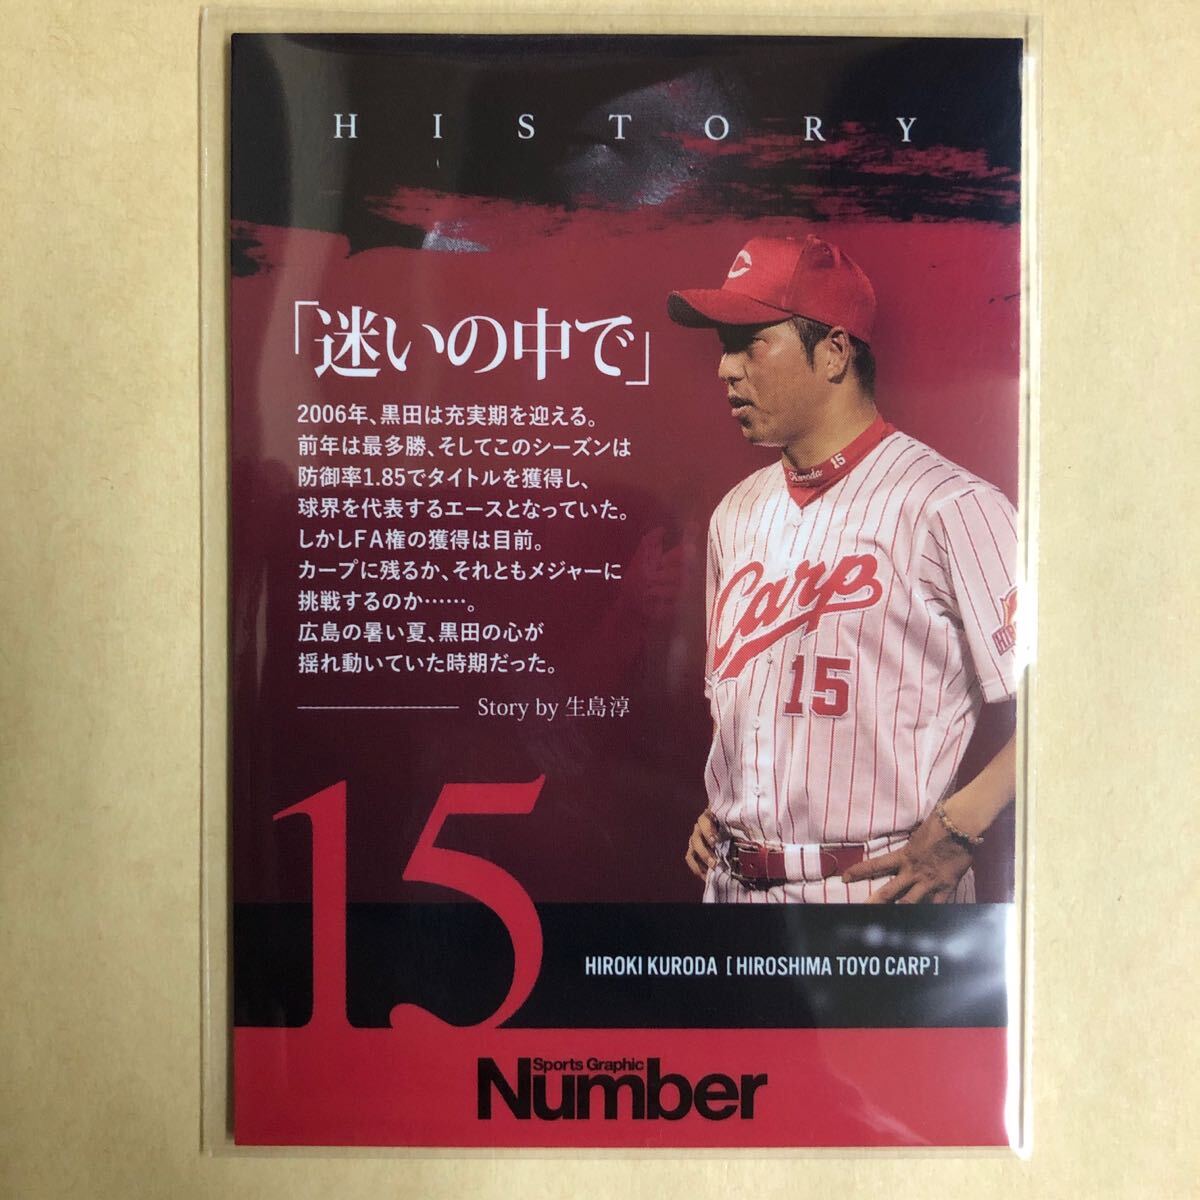 HISTORY
「迷いの中で」
2006年、黒田は充実期を迎える。
前年は最多勝、そしてこのシーズンは
防御率1.85でタイトルを獲得し、
球界を代表するエースとなっていた。
しかしFA権の獲得は目前。
カープに残るか、それともメジャーに
挑戦するのか……。
広島の暑い夏、黒田の心が
揺れ動いていた時期だった。
Story by 生島淳
C
Kuroda 15
Carp
15
15
HIROKI KURODA [HIROSHIMA TOYO CARP]
Sports Graphic
Number